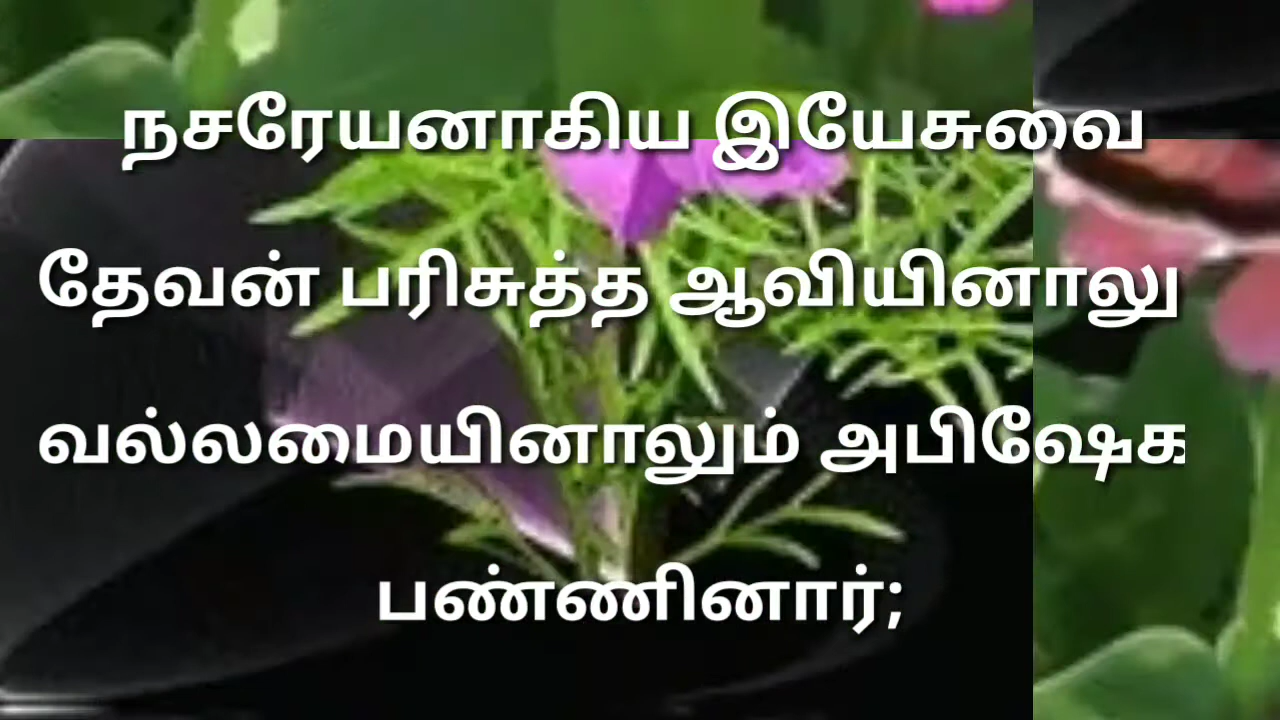 நசரேயனாகிய இயேசுவை
தேவன் பரிசுத்த ஆவியினாலு
வல்லமையினாலும் அபிஷேக
பண்ணினார்;